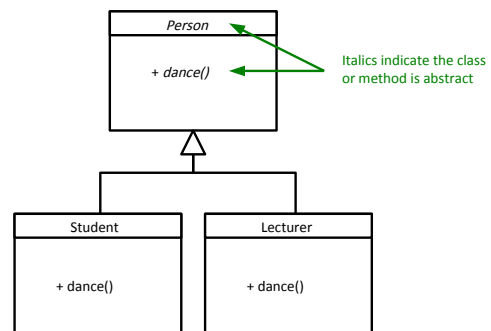 Person
+ dance()
Italics indicate the class
or method is abstract
Student
Lecturer
+ dance()
+ dance()